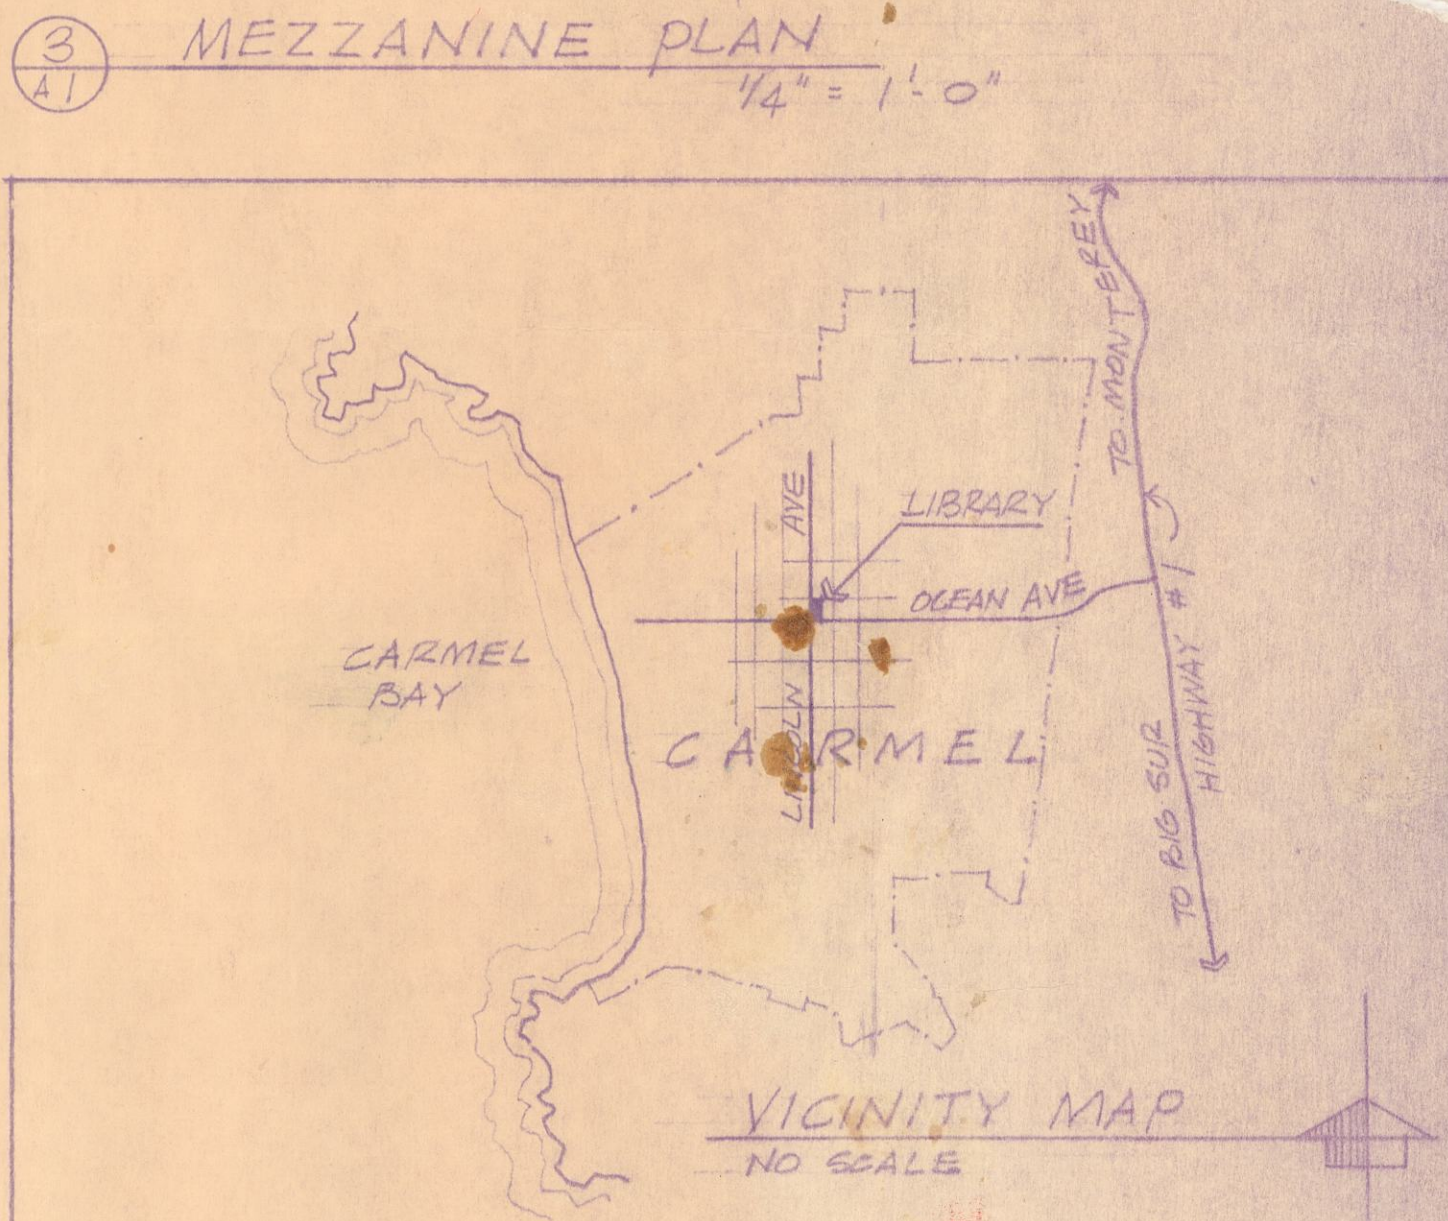 3
A1
MEZZANINE PLAN
1/4" = 1'-0"
TO MONTEREY
AVE
LIBRARY
OCEAN AVE
HIGHWAY #1
CARMEL
BAY
LINCOLN
CARMEL
TO BIG SUR
VICINITY MAP
NO SCALE